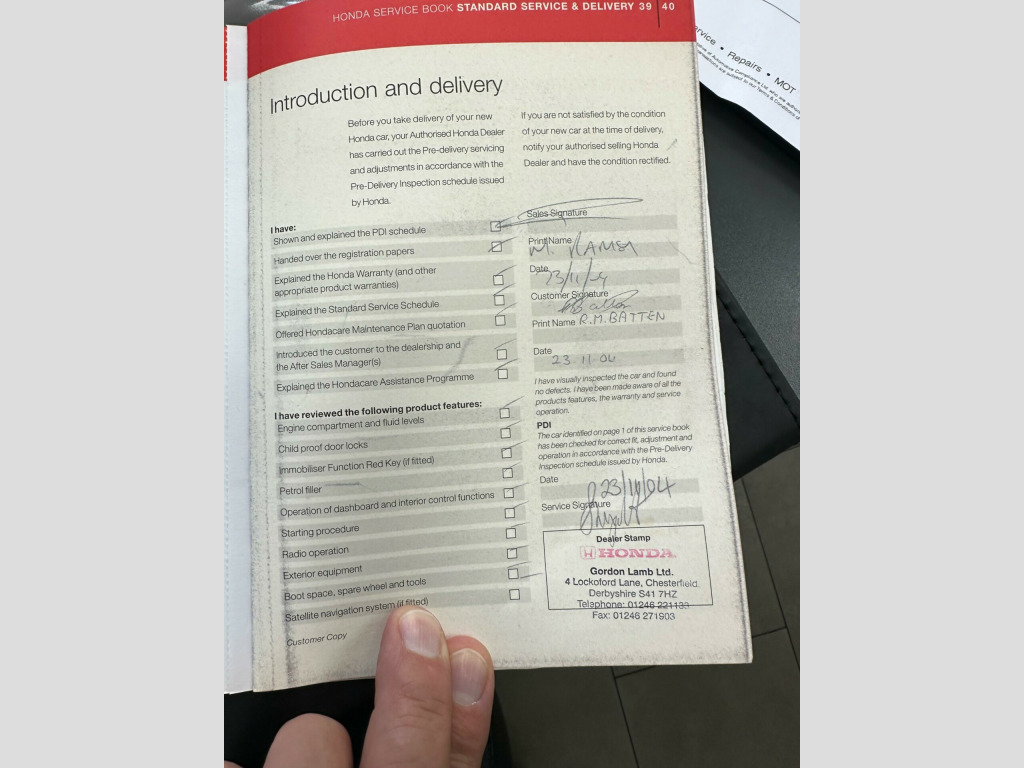 HONDA SERVICE BOOK STANDARD SERVICE & DELIVERY 39 | 40
Introduction and delivery
Before you take delivery of your new
Honda car, your Authorised Honda Dealer
has carried out the Pre-delivery servicing
and adjustments in accordance with the
Pre-Delivery Inspection schedule issued
by Honda.
If you are not satisfied by the condition
of your new car at the time of delivery,
notify your authorised selling Honda
Dealer and have the condition rectified.
I have:
Shown and explained the PDI schedule
Handed over the registration papers
Explained the Honda Warranty (and other
appropriate product warranties)
Explained the Standard Service Schedule
Offered Hondacare Maintenance Plan quotation
Introduced the customer to the dealership and
the After Sales Manager(s)
Explained the Hondacare Assistance Programme
I have reviewed the following product features:
Engine compartment and fluid levels
Child proof door locks
Immobiliser Function Red Key (if fitted)
Petrol filler
Operation of dashboard and interior control functions
Starting procedure
Radio operation
Exterior equipment
Boot space, spare wheel and tools
Satellite navigation system (if fitted)
Customer Copy
Sales Signature
Print Name
M.
Date
23/11/04
Customer Signature
Print Name R.M. BATTEN
Date
23.11.04
I have visually inspected the car and found
no defects. I have been made aware of all the
products features, the warranty and service
operation.
PDI
The car identified on page 1 of this service book
has been checked for correct fit, adjustment and
operation in accordance with the Pre-Delivery
Inspection schedule issued by Honda.
Date
Service Signature
Dealer Stamp
HONDA
Gordon Lamb Ltd.
4 Lockoford Lane, Chesterfield,
Derbyshire S41 7HZ
Telephone: 01246 221133
Fax: 01246 271903
• Repairs • MOT